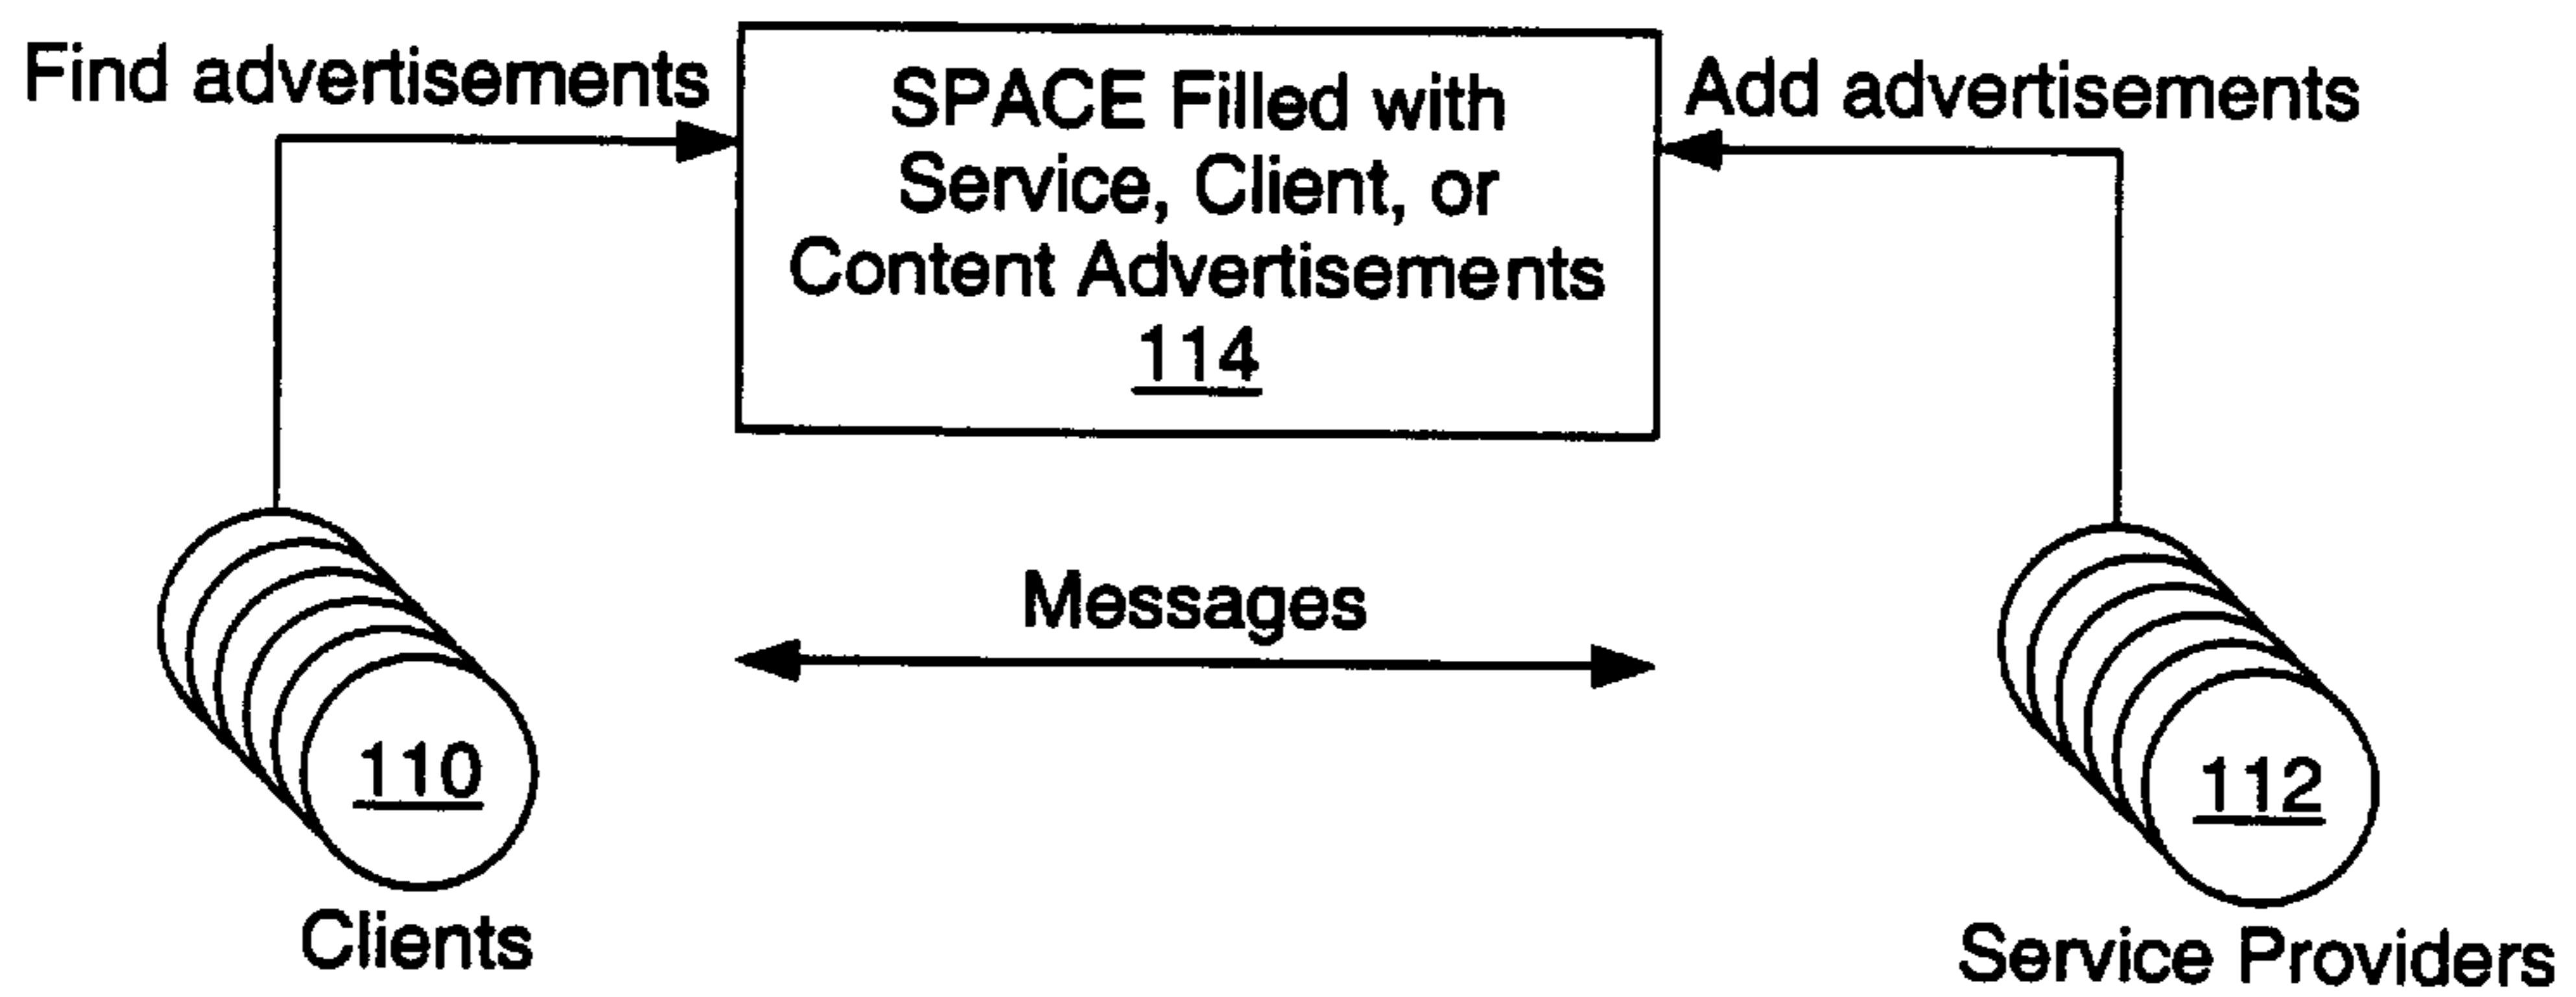 Find advertisements
SPACE Filled with
Service, Client, or
Content Advertisements
114
Add advertisements
Messages
110
Clients
112
Service Providers